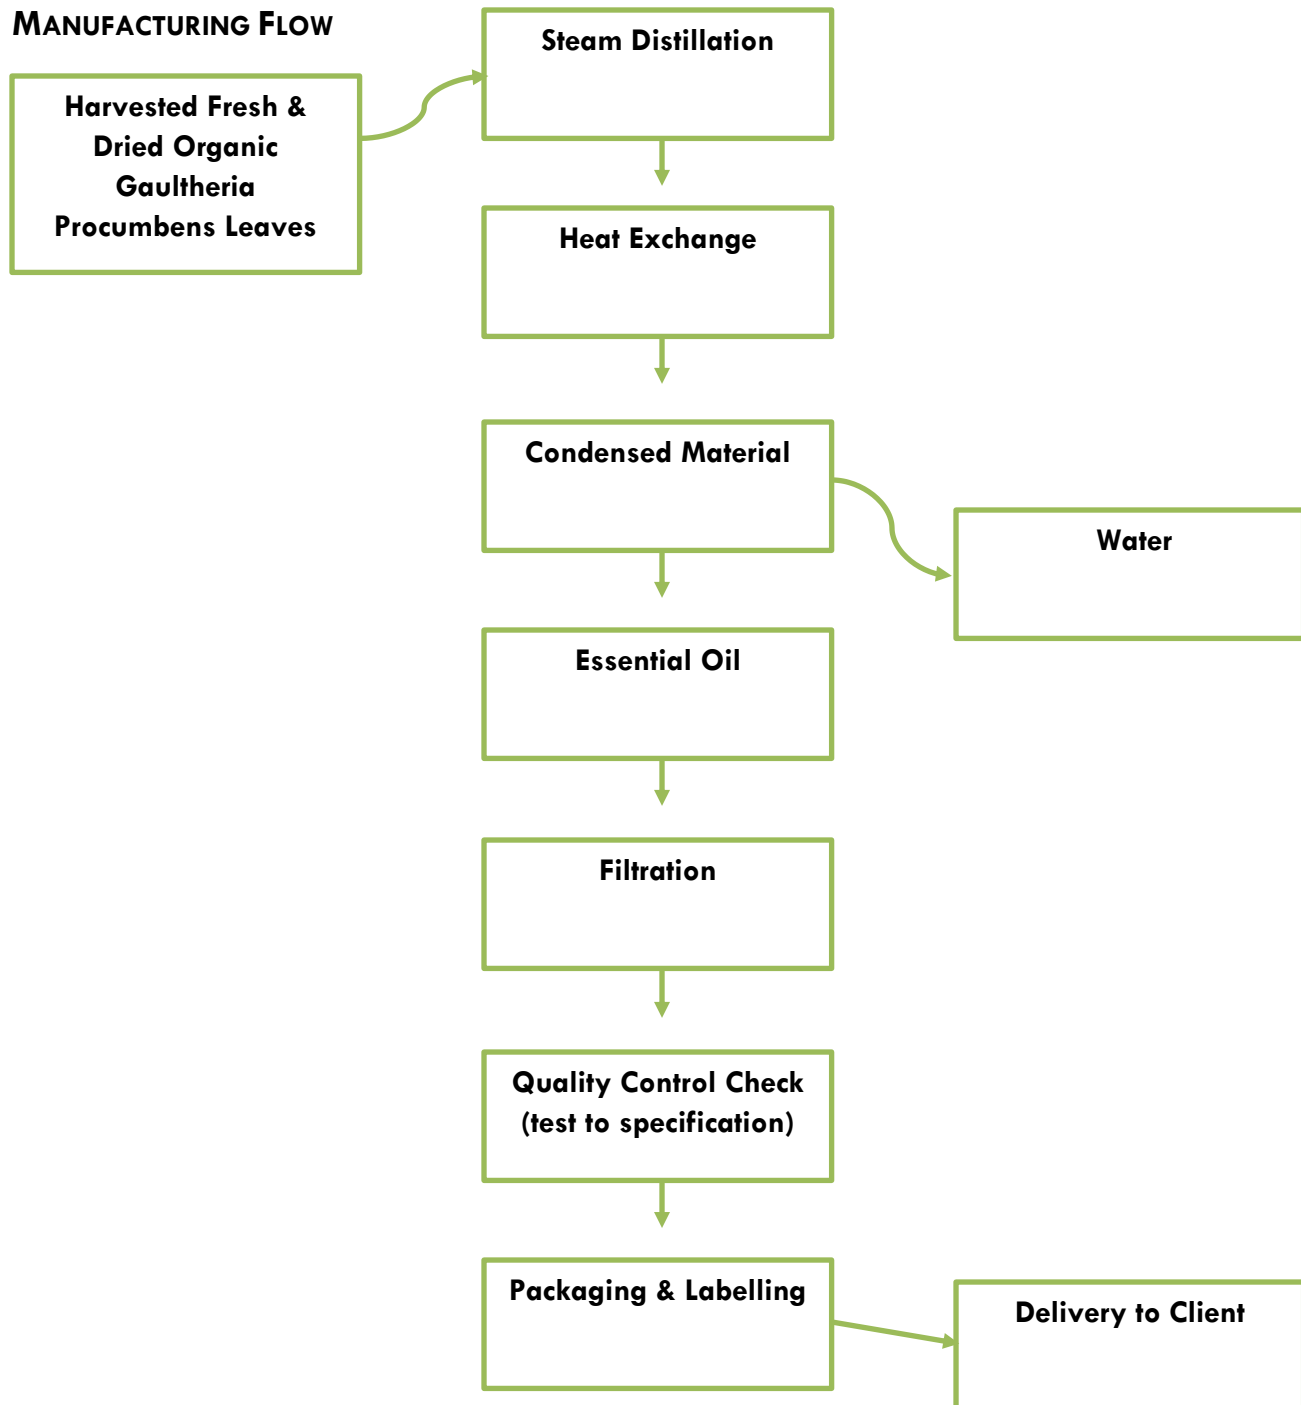 MANUFACTURING FLOW
Harvested Fresh &
Dried Organic
Gaultheria
Procumbens Leaves
Steam Distillation
Heat Exchange
Condensed Material
Water
Essential Oil
Filtration
Quality Control Check
(test to specification)
Packaging & Labelling
Delivery to Client